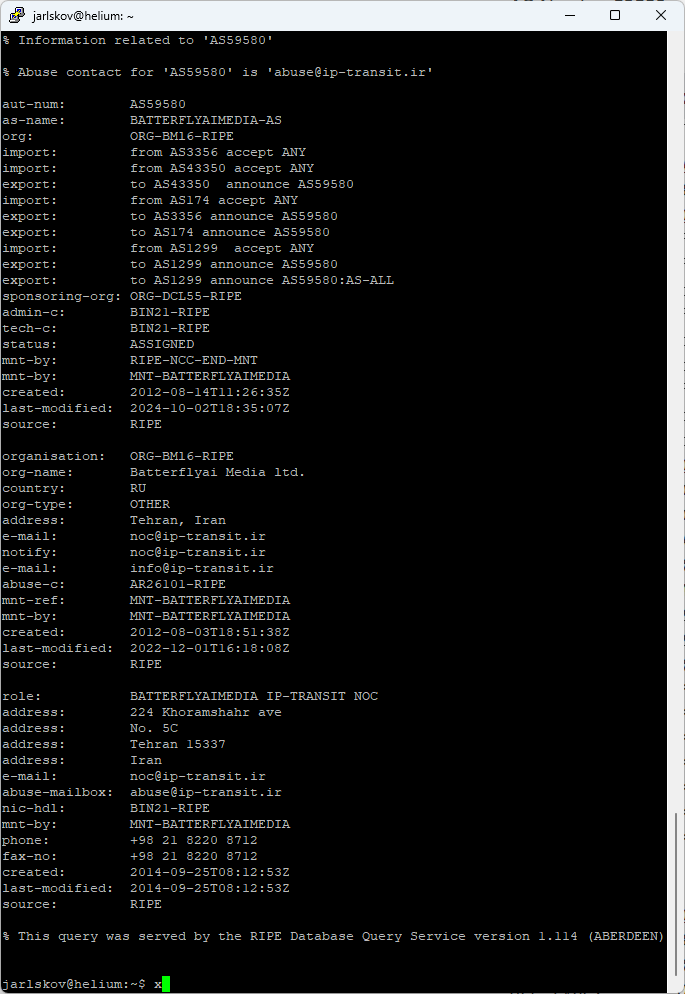 jarlskov@helium: ~
% Information related to 'AS59580'
% Abuse contact for 'AS59580' is 'abuse@ip-transit.ir'
aut-num:        AS59580
as-name:        BATTERFLYAIMEDIA-AS
org:            ORG-BM16-RIPE
import:         from AS3356 accept ANY
import:         from AS43350 accept ANY
export:         to AS43350  announce AS59580
import:         from AS174 accept ANY
export:         to AS3356 announce AS59580
export:         to AS174 announce AS59580
import:         from AS1299  accept ANY
export:         to AS1299 announce AS59580
export:         to AS1299 announce AS59580:AS-ALL
sponsoring-org: ORG-DCL55-RIPE
admin-c:        BIN21-RIPE
tech-c:         BIN21-RIPE
status:         ASSIGNED
mnt-by:         RIPE-NCC-END-MNT
mnt-by:         MNT-BATTERFLYAIMEDIA
created:        2012-08-14T11:26:35Z
last-modified:  2024-10-02T18:35:07Z
source:         RIPE
organisation:   ORG-BM16-RIPE
org-name:       Batterflyai Media ltd.
country:        RU
org-type:       OTHER
address:        Tehran, Iran
e-mail:         noc@ip-transit.ir
notify:         noc@ip-transit.ir
e-mail:         info@ip-transit.ir
abuse-c:        AR26101-RIPE
mnt-ref:        MNT-BATTERFLYAIMEDIA
mnt-by:         MNT-BATTERFLYAIMEDIA
created:        2012-08-03T18:51:38Z
last-modified:  2022-12-01T16:18:08Z
source:         RIPE
role:           BATTERFLYAIMEDIA IP-TRANSIT NOC
address:        224 Khoramshahr ave
address:        No. 5C
address:        Tehran 15337
address:        Iran
e-mail:         noc@ip-transit.ir
abuse-mailbox:  abuse@ip-transit.ir
nic-hdl:        BIN21-RIPE
mnt-by:         MNT-BATTERFLYAIMEDIA
phone:          +98 21 8220 8712
fax-no:         +98 21 8220 8712
created:        2014-09-25T08:12:53Z
last-modified:  2014-09-25T08:12:53Z
source:         RIPE
% This query was served by the RIPE Database Query Service version 1.114 (ABERDEEN)
jarlskov@helium:~$ x